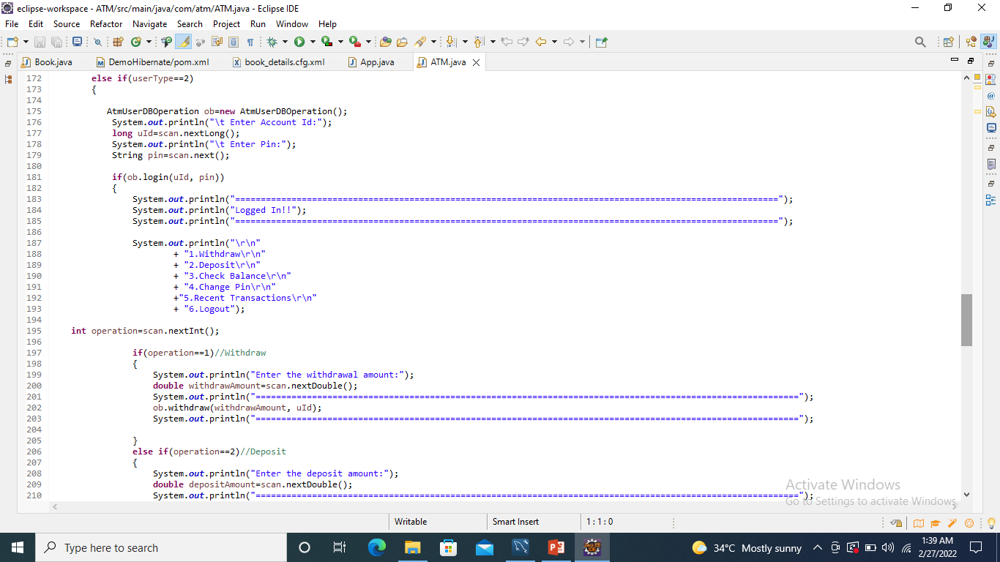 eclipse-workspace - ATM/src/main/java/com/atm/ATM.java - Eclipse IDE
File Edit Source Refactor Navigate Search Project Run Window Help
Book.java DemoHibernate/pom.xml book_details.cfg.xml App.java ATM.java
172 else if(userType==2)
173 {
174
175 AtmUserDBOperation ob=new AtmUserDBOperation();
176 System.out.println("\t Enter Account Id:");
177 long uId=scan.nextLong();
178 System.out.println("\t Enter Pin:");
179 String pin=scan.next();
180
181 if(ob.login(uId, pin))
182 {
183 System.out.println("==========================================================================================================");
184 System.out.println("Logged In!!");
185 System.out.println("==========================================================================================================");
186
187 System.out.println("\r\n"
188 + "1.Withdraw\r\n"
189 + "2.Deposit\r\n"
190 + "3.Check Balance\r\n"
191 + "4.Change Pin\r\n"
192 +"5.Recent Transactions\r\n"
193 + "6.Logout");
194
195 int operation=scan.nextInt();
196
197 if(operation==1)//Withdraw
198 {
199 System.out.println("Enter the withdrawal amount:");
200 double withdrawAmount=scan.nextDouble();
201 System.out.println("==========================================================================================================");
202 ob.withdraw(withdrawAmount, uId);
203 System.out.println("==========================================================================================================");
204
205 }
206 else if(operation==2)//Deposit
207 {
208 System.out.println("Enter the deposit amount:");
209 double depositAmount=scan.nextDouble();
210 System.out.println("==========================================================================================================");
Activate Windows
Go to Settings to activate Windows.
Writable Smart Insert 1:1:0
Type here to search
34°C Mostly sunny
1:39 AM
2/27/2022